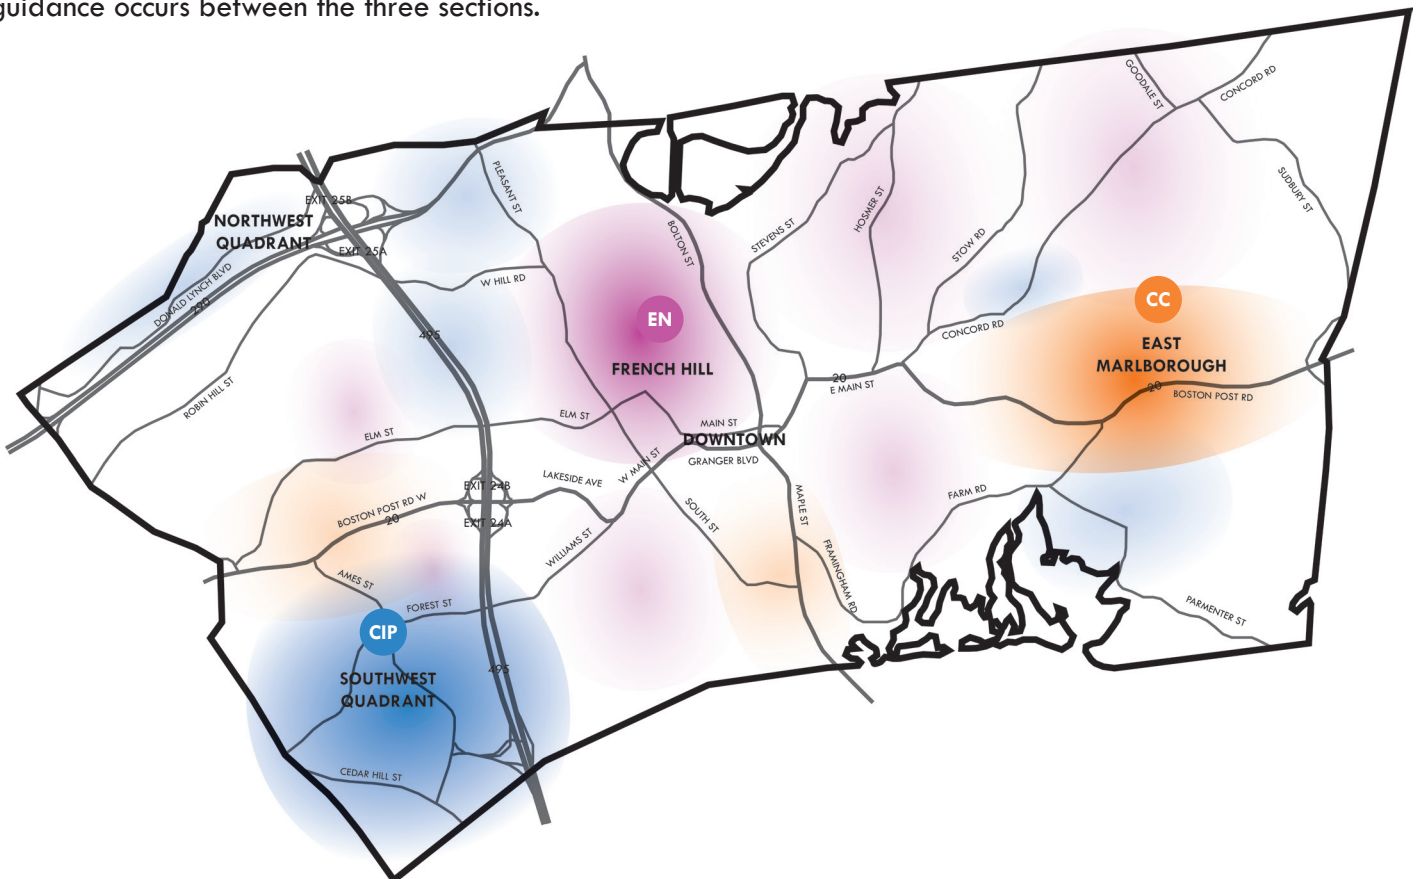 guidance occurs between the three sections.
GOODALE ST
CONCORD RD
EXIT 25B
NORTHWEST
QUADRANT
EXIT 25A
PLEASANT ST
BOLTON ST
STEVENS ST
HOSMER ST
STOW RD
SUDBURY ST
DONALD LYNCH BLVD
290
W HILL RD
495
EN
FRENCH HILL
CC
EAST
MARLBOROUGH
CONCORD RD
20
E MAIN ST
20
BOSTON POST RD
ROBIN HILL ST
ELM ST
ELM ST
MAIN ST
DOWNTOWN
GRANGER BLVD
W MAIN ST
LAKESIDE AVE
EXIT 24B
EXIT 24A
BOSTON POST RD W
20
WILLIAMS ST
SOUTH ST
MAPLE ST
FRAMINGHAM RD
FARM RD
PARMENTER ST
AMES ST
FOREST ST
CIP
SOUTHWEST
QUADRANT
495
CEDAR HILL ST